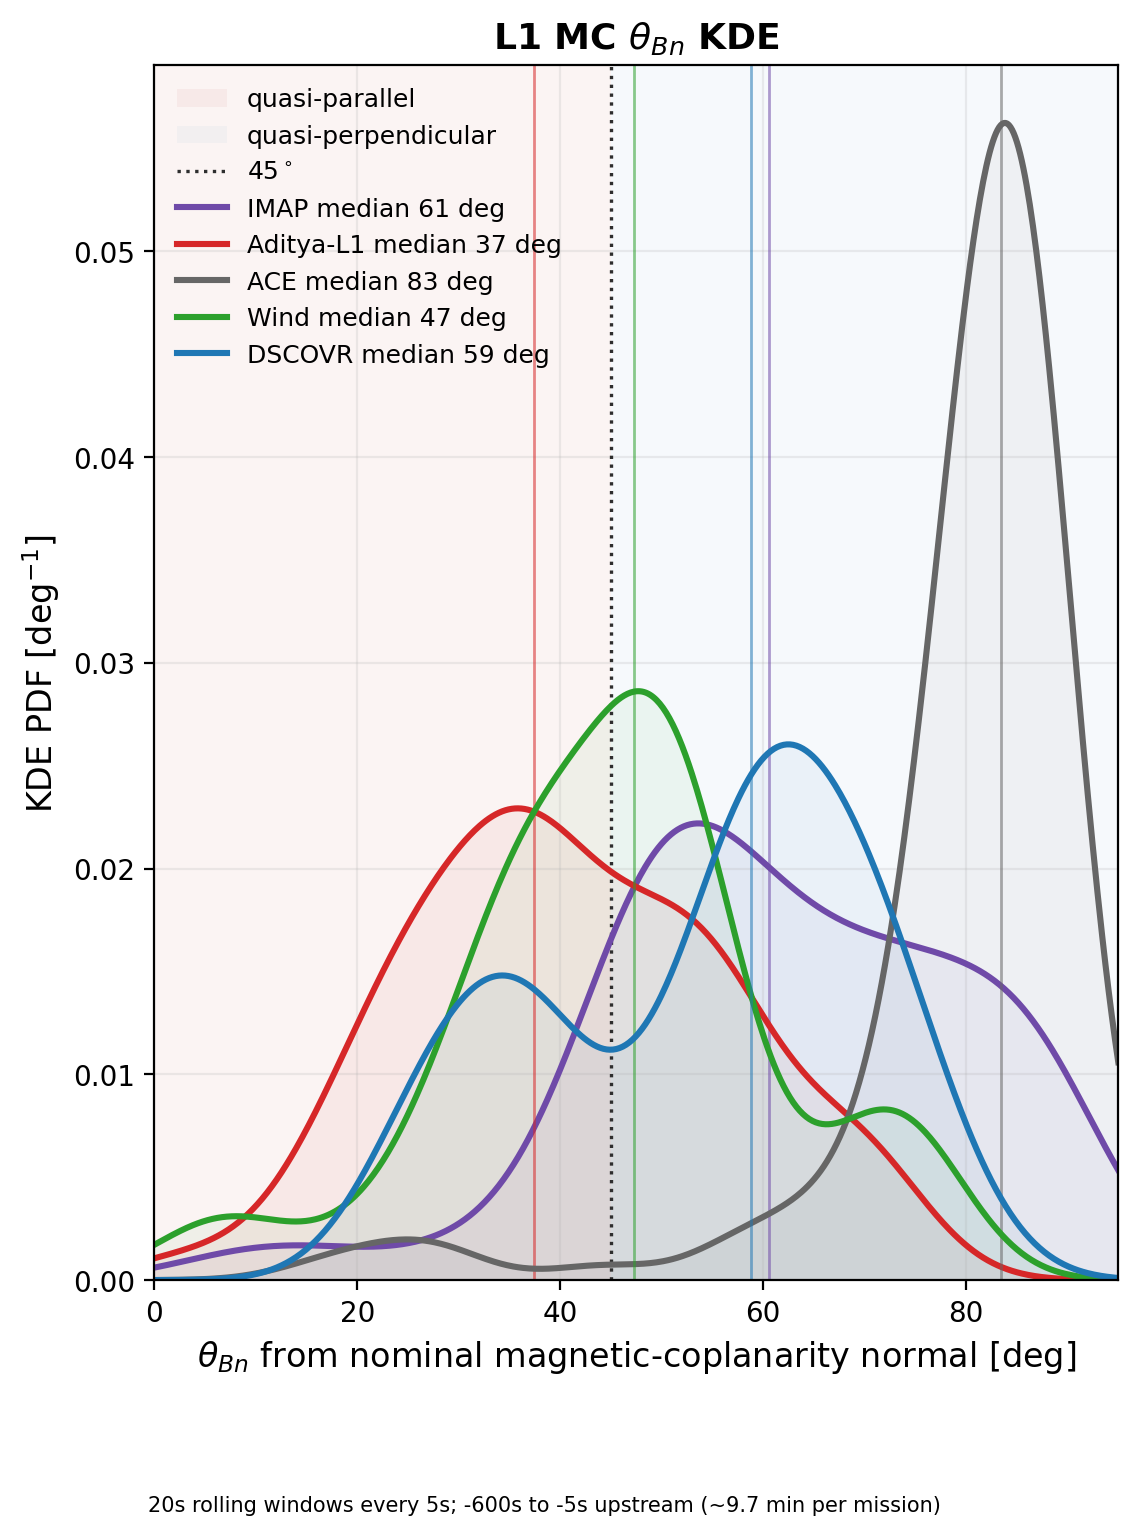 L1 MC θBn KDE
quasi-parallel
quasi-perpendicular
45°
IMAP median 61 deg
Aditya-L1 median 37 deg
ACE median 83 deg
Wind median 47 deg
DSCOVR median 59 deg
KDE PDF [deg⁻¹]
0.05
0.04
0.03
0.02
0.01
0.00
0 20 40 60 80
θBn from nominal magnetic-coplanarity normal [deg]
20s rolling windows every 5s; -600s to -5s upstream (~9.7 min per mission)